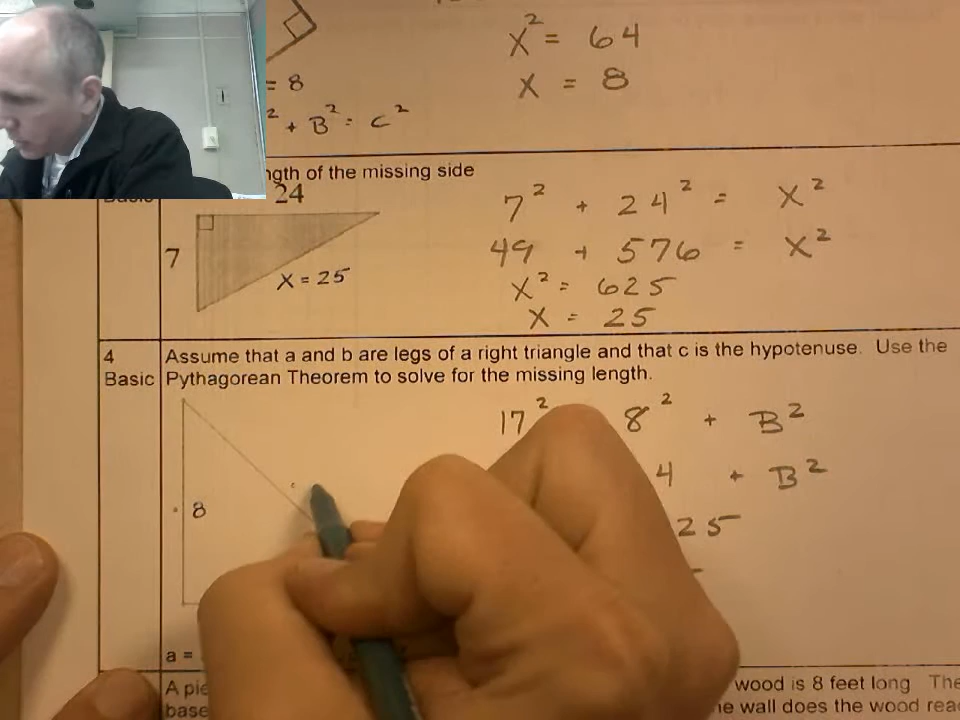 x² = 64
= 8
x = 8
² + B² = c²
ngth of the missing side
24
7² + 24² = x²
7
49 + 576 = x²
x = 25
x² = 625
x = 25
4
Basic
Assume that a and b are legs of a right triangle and that c is the hypotenuse. Use the
Pythagorean Theorem to solve for the missing length.
17² 8² + B²
4 + B²
8
25
a =
A pie wood is 8 feet long The
base e wall does the wood rea